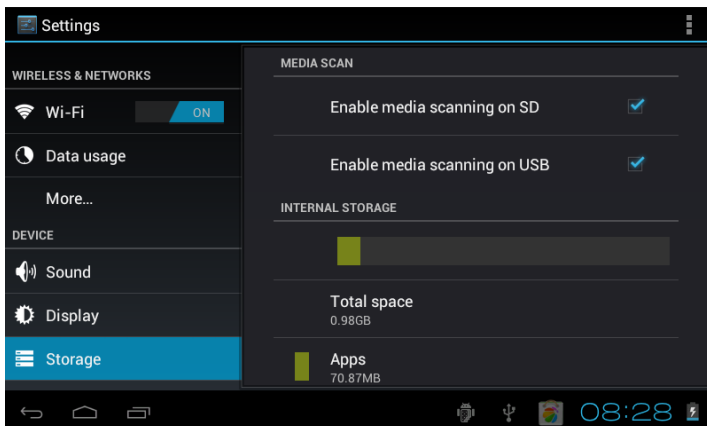 Settings
WIRELESS & NETWORKS
Wi-Fi
ON
Data usage
More...
DEVICE
Sound
Display
Storage
MEDIA SCAN
Enable media scanning on SD
Enable media scanning on USB
INTERNAL STORAGE
Total space
0.98GB
Apps
70.87MB
08:28